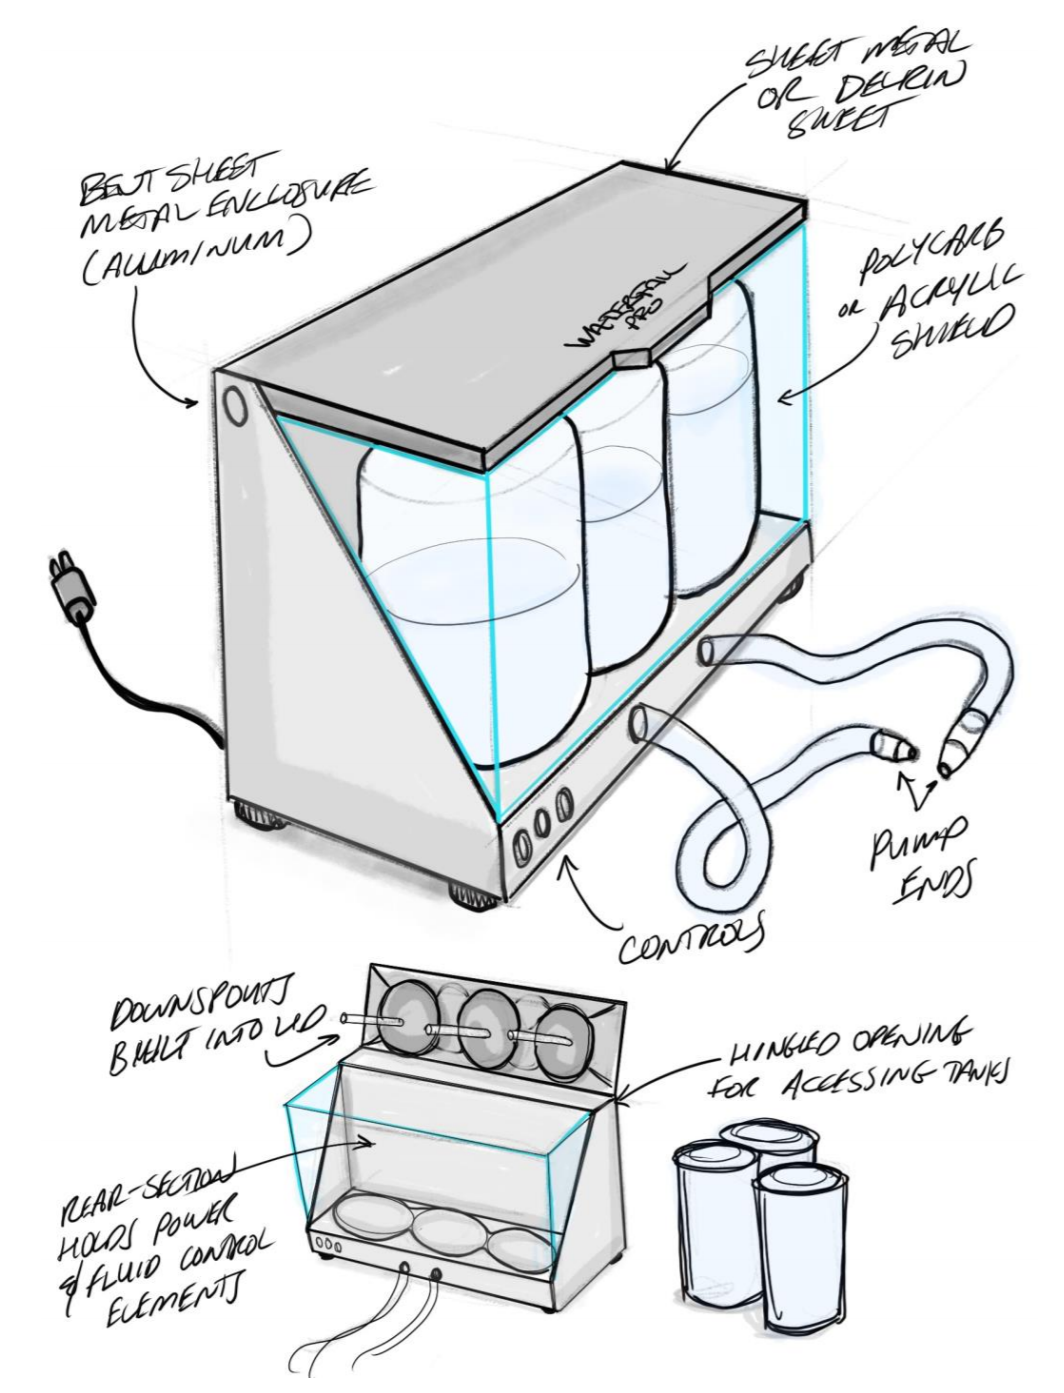 SHEET METAL
OR DELRIN
SHEET
BENT SHEET
METAL ENCLOSURE
(ALUMINUM)
POLYCARB
OR ACRYLIC
SHIELD
PRO
PUMP
ENDS
CONTROLS
DOWNSPOUTS
BUILT INTO LID
HINGED OPENING
FOR ACCESSING TANKS
REAR-SECTION
HOLDS POWER
& FLUID CONTROL
ELEMENTS